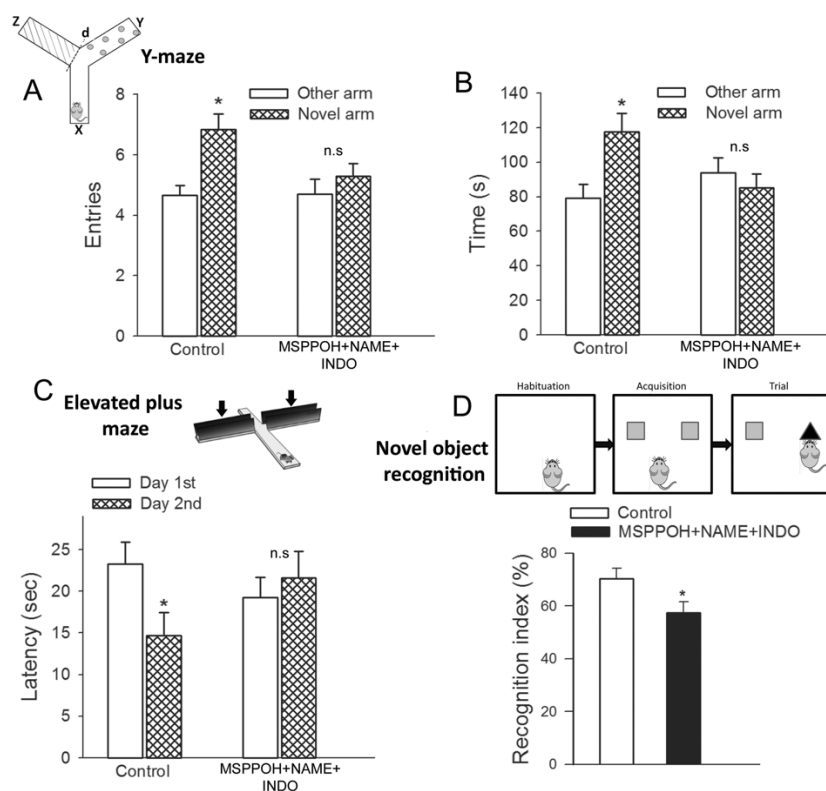 Z
d
Y
Y-maze
X
A
Other arm
Novel arm
8
6
4
2
0
Entries
*
n.s
Control
MSPPOH+NAME+
INDO
B
Other arm
Novel arm
140
120
100
80
60
40
20
0
Time (s)
*
n.s
Control
MSPPOH+NAME+
INDO
C
Elevated plus
maze
Day 1st
Day 2nd
25
20
15
10
5
0
Latency (sec)
*
n.s
Control
MSPPOH+NAME+
INDO
D
Habituation
Acquisition
Trial
Novel object
recognition
Control
MSPPOH+NAME+INDO
80
60
40
20
0
Recognition index (%)
*